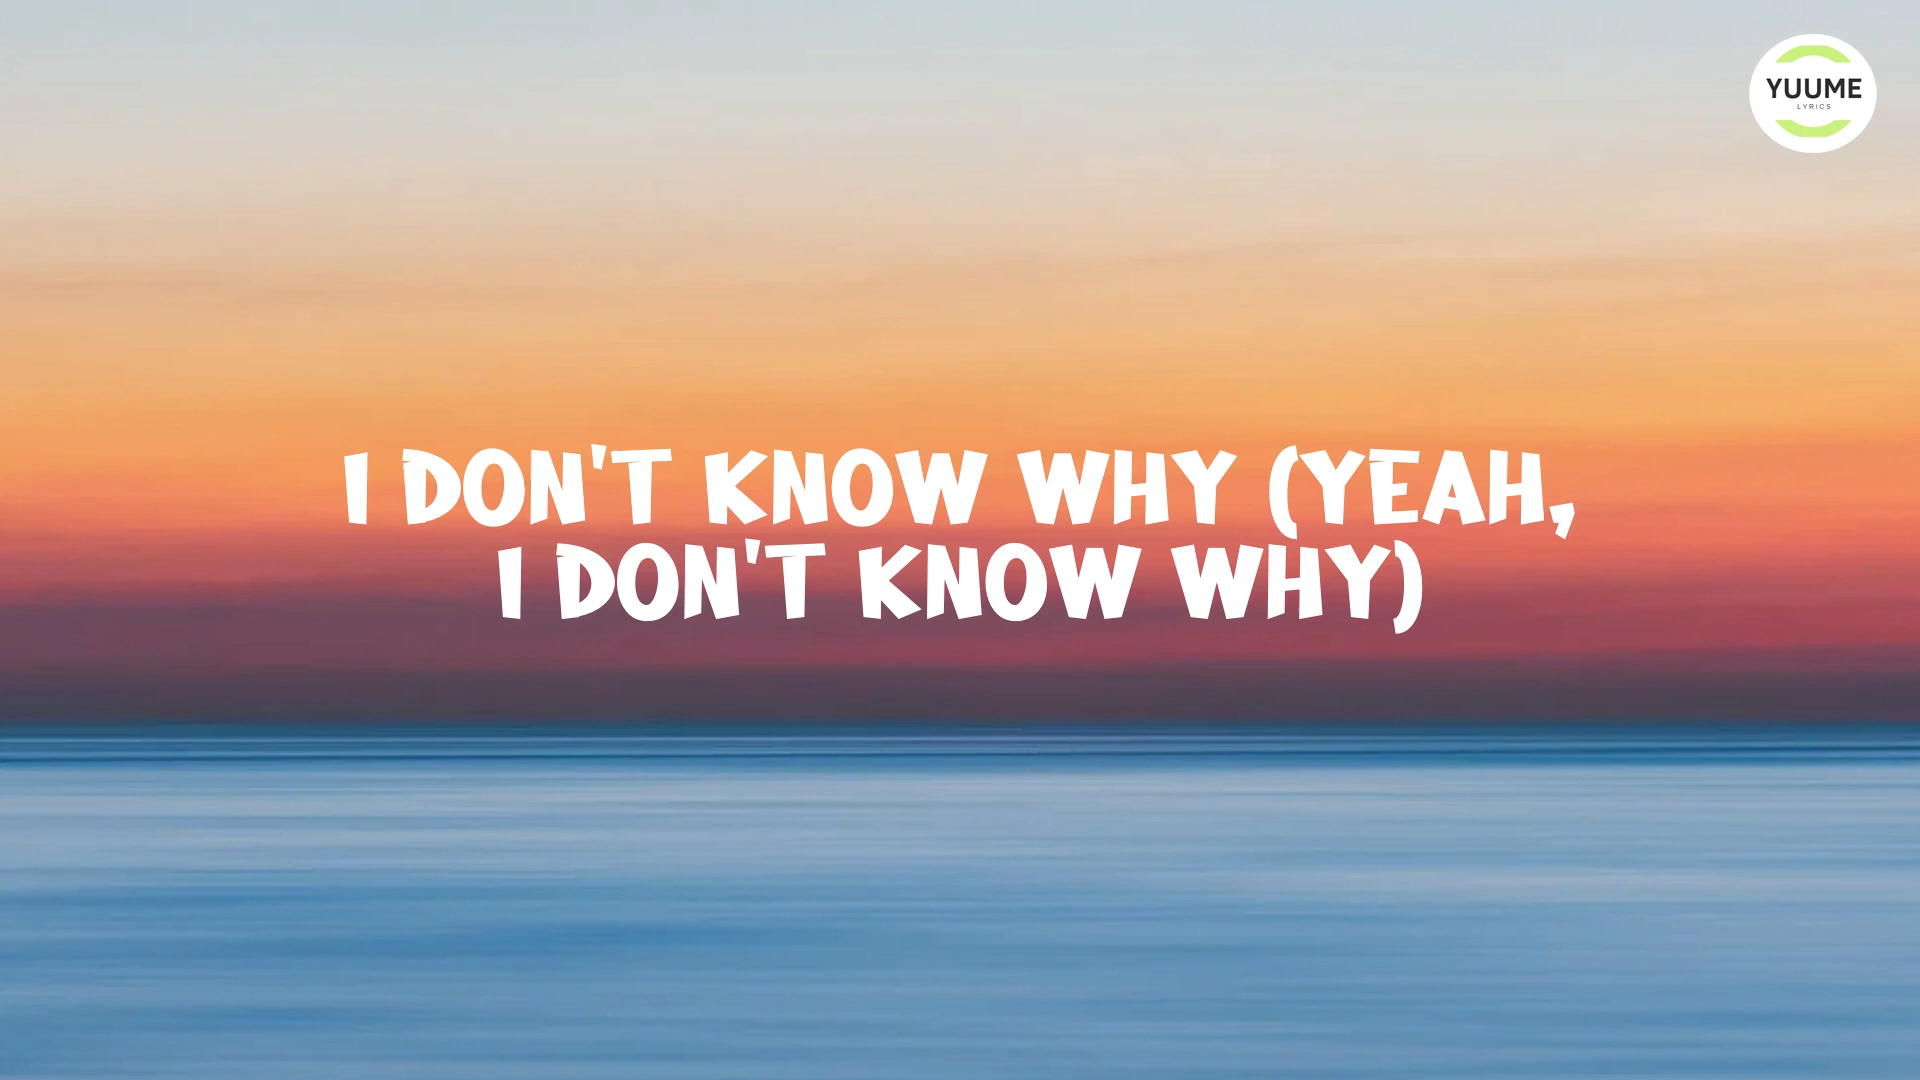 YUUME
LYRICS
I DON'T KNOW WHY (YEAH,
I DON'T KNOW WHY)